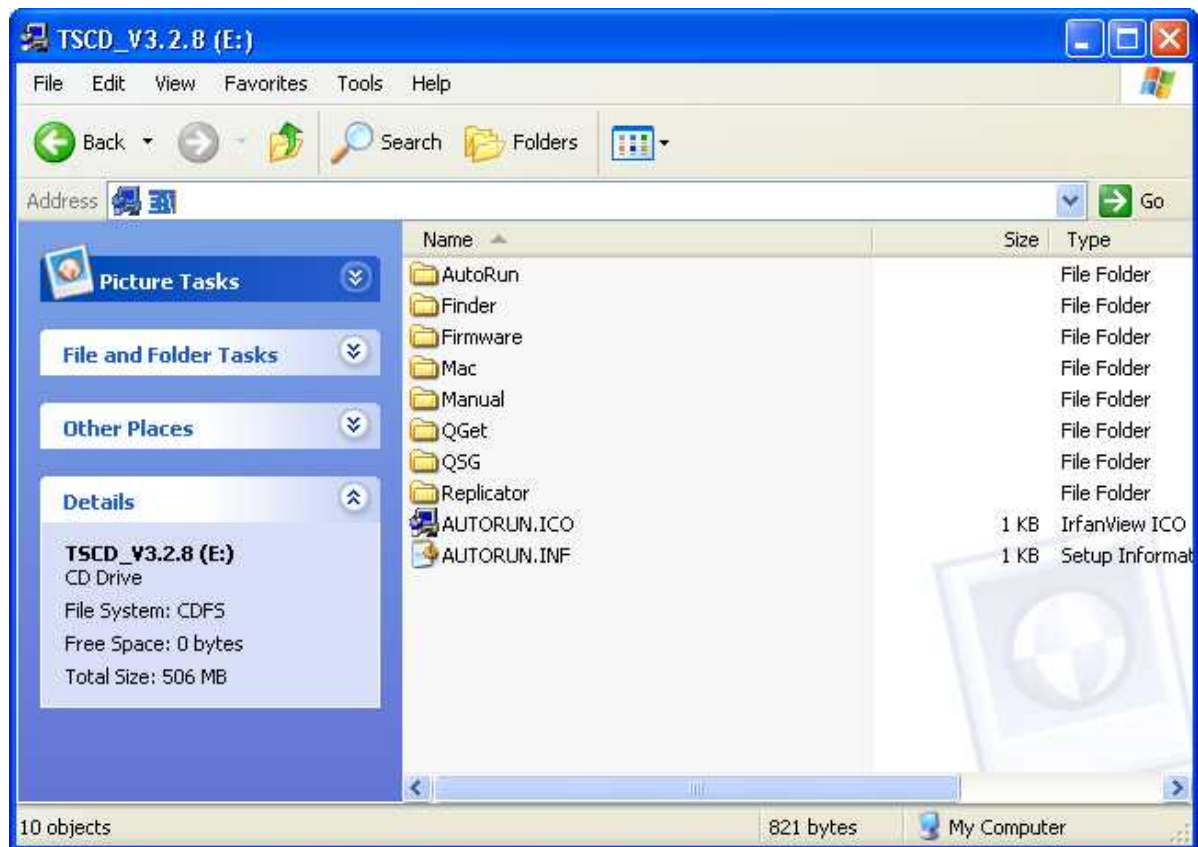 TSCD_V3.2.8 (E:)
File Edit View Favorites Tools Help
Back Search Folders
Address E:\ Go
Name Size Type
Picture Tasks
File and Folder Tasks
Other Places
Details
TSCD_V3.2.8 (E:)
CD Drive
File System: CDFS
Free Space: 0 bytes
Total Size: 506 MB
AutoRun File Folder
Finder File Folder
Firmware File Folder
Mac File Folder
Manual File Folder
QGet File Folder
QSG File Folder
Replicator File Folder
AUTORUN.ICO 1 KB IrfanView ICO
AUTORUN.INF 1 KB Setup Informat
10 objects 821 bytes My Computer